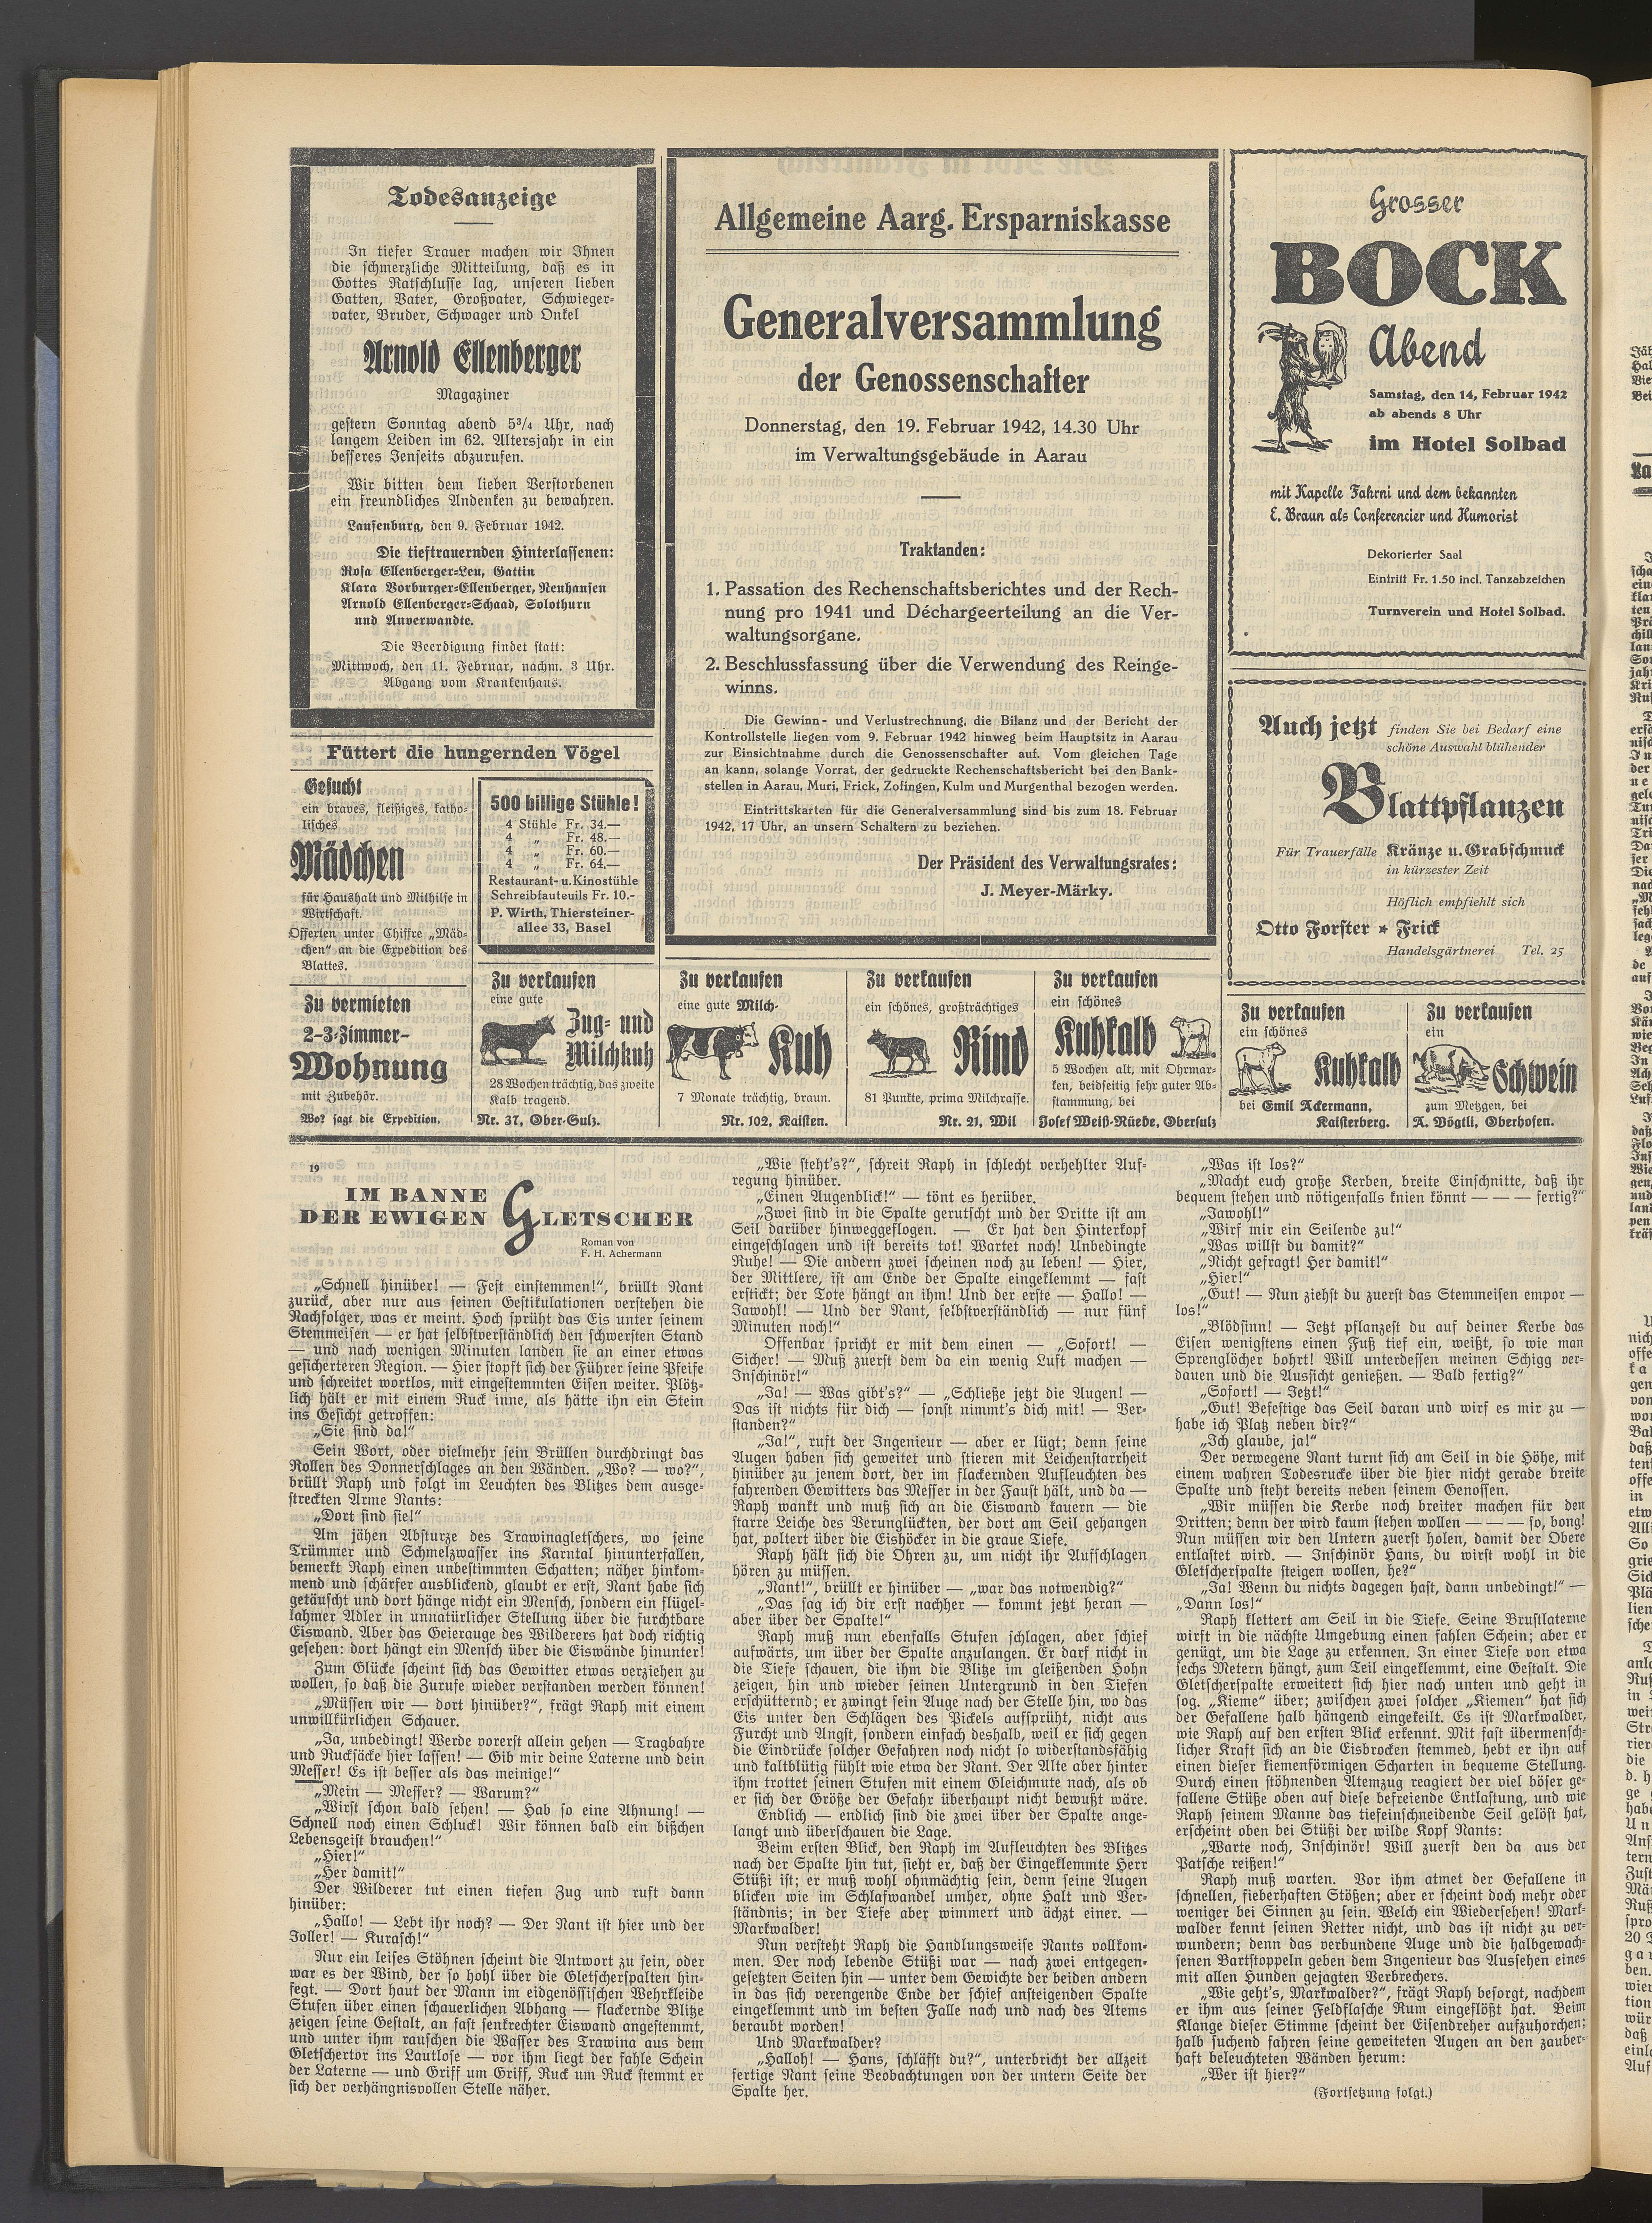 Todesanzeige
In tiefer Trauer machen wir Ihnen
die schmerzliche Mitteilung, daß es in
Gottes Ratschlusse lag, unseren lieben
Gatten, Vater, Großvater, Schwieger-
vater, Bruder, Schwager und Onkel
Arnold Ellenberger
Magaziner
gestern Sonntag abend 5³/₄ Uhr, nach
langem Leiden im 62. Altersjahr in ein
besseres Jenseits abzurufen.
Wir bitten dem lieben Verstorbenen
ein freundliches Andenken zu bewahren.
Laufenburg, den 9. Februar 1942.
Die tieftrauernden Hinterlassenen:
Rosa Ellenberger-Leu, Gattin
Klara Vorburger-Ellenberger, Neuhausen
Arnold Ellenberger-Schaad, Solothurn
und Anverwandte.
Die Beerdigung findet statt:
Mittwoch, den 11. Februar, nachm. 3 Uhr.
Abgang vom Krankenhaus.
Füttert die hungernden Vögel
Gesucht
ein braves, fleißiges, katho-
lisches
Mädchen
für Haushalt und Mithilfe in
Wirtschaft.
Offerten unter Chiffre „Mäd-
chen“ an die Expedition des
Blattes.
500 billige Stühle!
4 Stühle Fr. 34.—
4 „ Fr. 48.—
4 „ Fr. 60.—
4 „ Fr. 64.—
Restaurant- u. Kinostühle
Schreibfauteuils Fr. 10.-
P. Wirth, Thiersteiner-
allee 33, Basel
Zu vermieten
2-3-Zimmer-
Wohnung
mit Zubehör.
Wo? sagt die Expedition.
Zu verkaufen
eine gute
Zug- und
Milchkuh
28 Wochen trächtig, das zweite
Kalb tragend.
Nr. 37, Ober-Sulz.
Allgemeine Aarg. Ersparniskasse
Generalversammlung
der Genossenschafter
Donnerstag, den 19. Februar 1942, 14.30 Uhr
im Verwaltungsgebäude in Aarau
Traktanden:
1. Passation des Rechenschaftsberichtes und der Rech-
nung pro 1941 und Déchargeerteilung an die Ver-
waltungsorgane.
2. Beschlussfassung über die Verwendung des Reinge-
winns.
Die Gewinn- und Verlustrechnung, die Bilanz und der Bericht der
Kontrollstelle liegen vom 9. Februar 1942 hinweg beim Hauptsitz in Aarau
zur Einsichtnahme durch die Genossenschafter auf. Vom gleichen Tage
an kann, solange Vorrat, der gedruckte Rechenschaftsbericht bei den Bank-
stellen in Aarau, Muri, Frick, Zofingen, Kulm und Murgenthal bezogen werden.
Eintrittskarten für die Generalversammlung sind bis zum 18. Februar
1942, 17 Uhr, an unsern Schaltern zu beziehen.
Der Präsident des Verwaltungsrates:
J. Meyer-Märky.
Zu verkaufen
eine gute Milch-
Kuh
7 Monate trächtig, braun.
Nr. 102, Kaisten.
Zu verkaufen
ein schönes, großträchtiges
Rind
81 Punkte, prima Milchrasse.
Nr. 21, Wil
Zu verkaufen
ein schönes
Kuhkalb
5 Wochen alt, mit Ohrmar-
ken, beidseitig sehr guter Ab-
stammung, bei
Josef Weiß-Rüede, Obersulz
Grosser
BOCK
Abend
Samstag, den 14. Februar 1942
ab abends 8 Uhr
im Hotel Solbad
mit Kapelle Fahrni und dem bekannten
E. Braun als Conferencier und Humorist
Dekorierter Saal
Eintritt Fr. 1.50 incl. Tanzabzeichen
Turnverein und Hotel Solbad.
Auch jetzt finden Sie bei Bedarf eine
schöne Auswahl blühender
Blattpflanzen
Für Trauerfälle Kränze u. Grabschmuck
in kürzester Zeit
Höflich empfiehlt sich
Otto Forster * Frick
Handelsgärtnerei Tel. 25
Zu verkaufen
ein schönes
Kuhkalb
bei Emil Ackermann,
Kaisterberg.
Zu verkaufen
ein
Schwein
zum Metzgen, bei
A. Vögtli, Oberhofen.
19
IM BANNE
DER EWIGEN GLETSCHER
Roman von
F. H. Achermann
„Schnell hinüber! — Fest einstemmen!“, brüllt Nant
zurück, aber nur aus seinen Gestikulationen verstehen die
Nachfolger, was er meint. Hoch sprüht das Eis unter seinem
Stemmeisen — er hat selbstverständlich den schwersten Stand
— und nach wenigen Minuten landen sie an einer etwas
gesicherteren Region. — Hier stopft sich der Führer seine Pfeife
und schreitet wortlos, mit eingestemmten Eisen weiter. Plötz-
lich hält er mit einem Ruck inne, als hätte ihn ein Stein
ins Gesicht getroffen:
„Sie sind da!“
Sein Wort, oder vielmehr sein Brüllen durchdringt das
Rollen des Donnerschlages an den Wänden. „Wo? — wo?“,
brüllt Raph und folgt im Leuchten des Blitzes dem ausge-
streckten Arme Nants:
„Dort sind sie!“
Am jähen Absturze des Trawinagletschers, wo seine
Trümmer und Schmelzwasser ins Karntal hinunterfallen,
bemerkt Raph einen unbestimmten Schatten; näher hinkom-
mend und schärfer ausblickend, glaubt er erst, Nant habe sich
getäuscht und dort hänge nicht ein Mensch, sondern ein flügel-
lahmer Adler in unnatürlicher Stellung über die furchtbare
Eiswand. Aber das Geierauge des Wilderers hat doch richtig
gesehen: dort hängt ein Mensch über die Eiswände hinunter!
Zum Glücke scheint sich das Gewitter etwas verziehen zu
wollen, so daß die Zurufe wieder verstanden werden können!
„Müssen wir — dort hinüber?“, frägt Raph mit einem
unwillkürlichen Schauer.
„Ja, unbedingt! Werde vorerst allein gehen — Tragbahre
und Rucksäcke hier lassen! — Gib mir deine Laterne und dein
Messer! Es ist besser als das meinige!“
„Mein — Messer? — Warum?“
„Wirst schon bald sehen! — Hab so eine Ahnung! —
Schnell noch einen Schluck! Wir können bald ein bißchen
Lebensgeist brauchen!“
„Hier!“
„Her damit!“
Der Wilderer tut einen tiefen Zug und ruft dann
hinüber:
„Hallo! — Lebt ihr noch? — Der Nant ist hier und der
Joller! — Kurasch!“
Nur ein leises Stöhnen scheint die Antwort zu sein, oder
war es der Wind, der so hohl über die Gletscherspalten hin-
fegt. — Dort haut der Mann im eidgenössischen Wehrkleide
Stufen über einen schauerlichen Abhang — flackernde Blitze
zeigen seine Gestalt, an fast senkrechter Eiswand angestemmt,
und unter ihm rauschen die Wasser des Trawina aus dem
Gletschertor ins Lautlose — vor ihm liegt der fahle Schein
der Laterne — und Griff um Griff, Ruck um Ruck stemmt er
sich der verhängnisvollen Stelle näher.
„Wie steht's?“, schreit Raph in schlecht verhehlter Auf-
regung hinüber.
„Einen Augenblick!“ — tönt es herüber.
„Zwei sind in die Spalte gerutscht und der Dritte ist am
Seil darüber hinweggeflogen. — Er hat den Hinterkopf
eingeschlagen und ist bereits tot! Wartet noch! Unbedingte
Ruhe! — Die andern zwei scheinen noch zu leben! — Hier,
der Mittlere, ist am Ende der Spalte eingeklemmt — fast
erstickt; der Tote hängt an ihm! Und der erste — Hallo! —
Jawohl! — Und der Nant, selbstverständlich — nur fünf
Minuten noch!“
Offenbar spricht er mit dem einen — „Sofort! —
Sicher! — Muß zuerst dem da ein wenig Luft machen —
Inschinör!“
„Ja! — Was gibt's?“ — „Schließe jetzt die Augen! —
Das ist nichts für dich — sonst nimmt's dich mit! — Ver-
standen?“
„Ja!“, ruft der Ingenieur — aber er lügt; denn seine
Augen haben sich geweitet und stieren mit Leichenstarrheit
hinüber zu jenem dort, der im flackernden Aufleuchten des
fahrenden Gewitters das Messer in der Faust hält, und da —
Raph wankt und muß sich an die Eiswand kauern — die
starre Leiche des Verunglückten, der dort am Seil gehangen
hat, poltert über die Eishöcker in die graue Tiefe.
Raph hält sich die Ohren zu, um nicht ihr Aufschlagen
hören zu müssen.
„Nant!“, brüllt er hinüber — „war das notwendig?“
„Das sag ich dir erst nachher — kommt jetzt heran —
aber über der Spalte!“
Raph muß nun ebenfalls Stufen schlagen, aber schief
aufwärts, um über der Spalte anzulangen. Er darf nicht in
die Tiefe schauen, die ihm die Blitze im gleißenden Hohn
zeigen, hin und wieder seinen Untergrund in den Tiefen
erschütternd; er zwingt sein Auge nach der Stelle hin, wo das
Eis unter den Schlägen des Pickels aufsprüht, nicht aus
Furcht und Angst, sondern einfach deshalb, weil er sich gegen
die Eindrücke solcher Gefahren noch nicht so widerstandsfähig
und kaltblütig fühlt wie etwa der Nant. Der Alte aber hinter
ihm trottet seinen Stufen mit einem Gleichmute nach, als ob
er sich der Größe der Gefahr überhaupt nicht bewußt wäre.
Endlich — endlich sind die zwei über der Spalte ange-
langt und überschauen die Lage.
Beim ersten Blick, den Raph im Aufleuchten des Blitzes
nach der Spalte hin tut, sieht er, daß der Eingeklemmte Herr
Stüßi ist; er muß wohl ohnmächtig sein, denn seine Augen
blicken wie im Schlafwandel umher, ohne Halt und Ver-
ständnis; in der Tiefe aber wimmert und ächzt einer. —
Markwalder!
Nun versteht Raph die Handlungsweise Nants vollkom-
men. Der noch lebende Stüßi war — nach zwei entgegen-
gesetzten Seiten hin — unter dem Gewichte der beiden andern
in das sich verengende Ende der schief ansteigenden Spalte
eingeklemmt und im besten Falle nach und nach des Atems
beraubt worden!
Und Markwalder?
„Halloh! — Hans, schläfst du?“, unterbricht der allzeit
fertige Nant seine Beobachtungen von der untern Seite der
Spalte her.
„Was ist los?“
„Macht euch große Kerben, breite Einschnitte, daß ihr
bequem stehen und nötigenfalls knien könnt — — — fertig?“
„Jawohl!“
„Wirf mir ein Seilende zu!“
„Was willst du damit?“
„Nicht gefragt! Her damit!“
„Hier!“
„Gut! — Nun ziehst du zuerst das Stemmeisen empor —
los!“
„Blödsinn! — Jetzt pflanzest du auf deiner Kerbe das
Eisen wenigstens einen Fuß tief ein, weißt, so wie man
Sprenglöcher bohrt! Will unterdessen meinen Schigg ver-
dauen und die Aussicht genießen. — Bald fertig?“
„Sofort! — Jetzt!“
„Gut! Befestige das Seil daran und wirf es mir zu —
habe ich Platz neben dir?“
„Ich glaube, ja!“
Der verwegene Nant turnt sich am Seil in die Höhe, mit
einem wahren Todesrucke über die hier nicht gerade breite
Spalte und steht bereits neben seinem Genossen.
„Wir müssen die Kerbe noch breiter machen für den
Dritten; denn der wird kaum stehen wollen — — — so, bong!
Nun müssen wir den Untern zuerst holen, damit der Obere
entlastet wird. — Inschinör Hans, du wirst wohl in die
Gletscherspalte steigen wollen, he?“
„Ja! Wenn du nichts dagegen hast, dann unbedingt!“ —
„Dann los!“
Raph klettert am Seil in die Tiefe. Seine Brustlaterne
wirft in die nächste Umgebung einen fahlen Schein; aber er
genügt, um die Lage zu erkennen. In einer Tiefe von etwa
sechs Metern hängt, zum Teil eingeklemmt, eine Gestalt. Die
Gletscherspalte erweitert sich hier nach unten und geht in
sog. „Kieme“ über; zwischen zwei solcher „Kiemen“ hat sich
der Gefallene halb hängend eingekeilt. Es ist Markwalder,
wie Raph auf den ersten Blick erkennt. Mit fast übermensch-
licher Kraft sich an die Eisbrocken stemmed, hebt er ihn auf
einen dieser kiemenförmigen Scharten in bequeme Stellung.
Durch einen stöhnenden Atemzug reagiert der viel böser ge-
fallene Stüße oben auf diese befreiende Entlastung, und wie
Raph seinem Manne das tiefeinschneidende Seil gelöst hat,
erscheint oben bei Stüßi der wilde Kopf Nants:
„Warte noch, Inschinör! Will zuerst den da aus der
Patsche reißen!“
Raph muß warten. Vor ihm atmet der Gefallene in
schnellen, fieberhaften Stößen; aber er scheint doch mehr oder
weniger bei Sinnen zu sein. Welch ein Wiedersehen! Mark-
walder kennt seinen Retter nicht, und das ist nicht zu ver-
wundern; denn das verbundene Auge und die halbgewach-
senen Bartstoppeln geben dem Ingenieur das Aussehen eines
mit allen Hunden gejagten Verbrechers.
„Wie geht's, Markwalder?“, frägt Raph besorgt, nachdem
er ihm aus seiner Feldflasche Rum eingeflößt hat. Beim
Klange dieser Stimme scheint der Eisendreher aufzuhorchen;
halb suchend fahren seine geweiteten Augen an den zauber-
haft beleuchteten Wänden herum:
„Wer ist hier?“
(Fortsetzung folgt.)